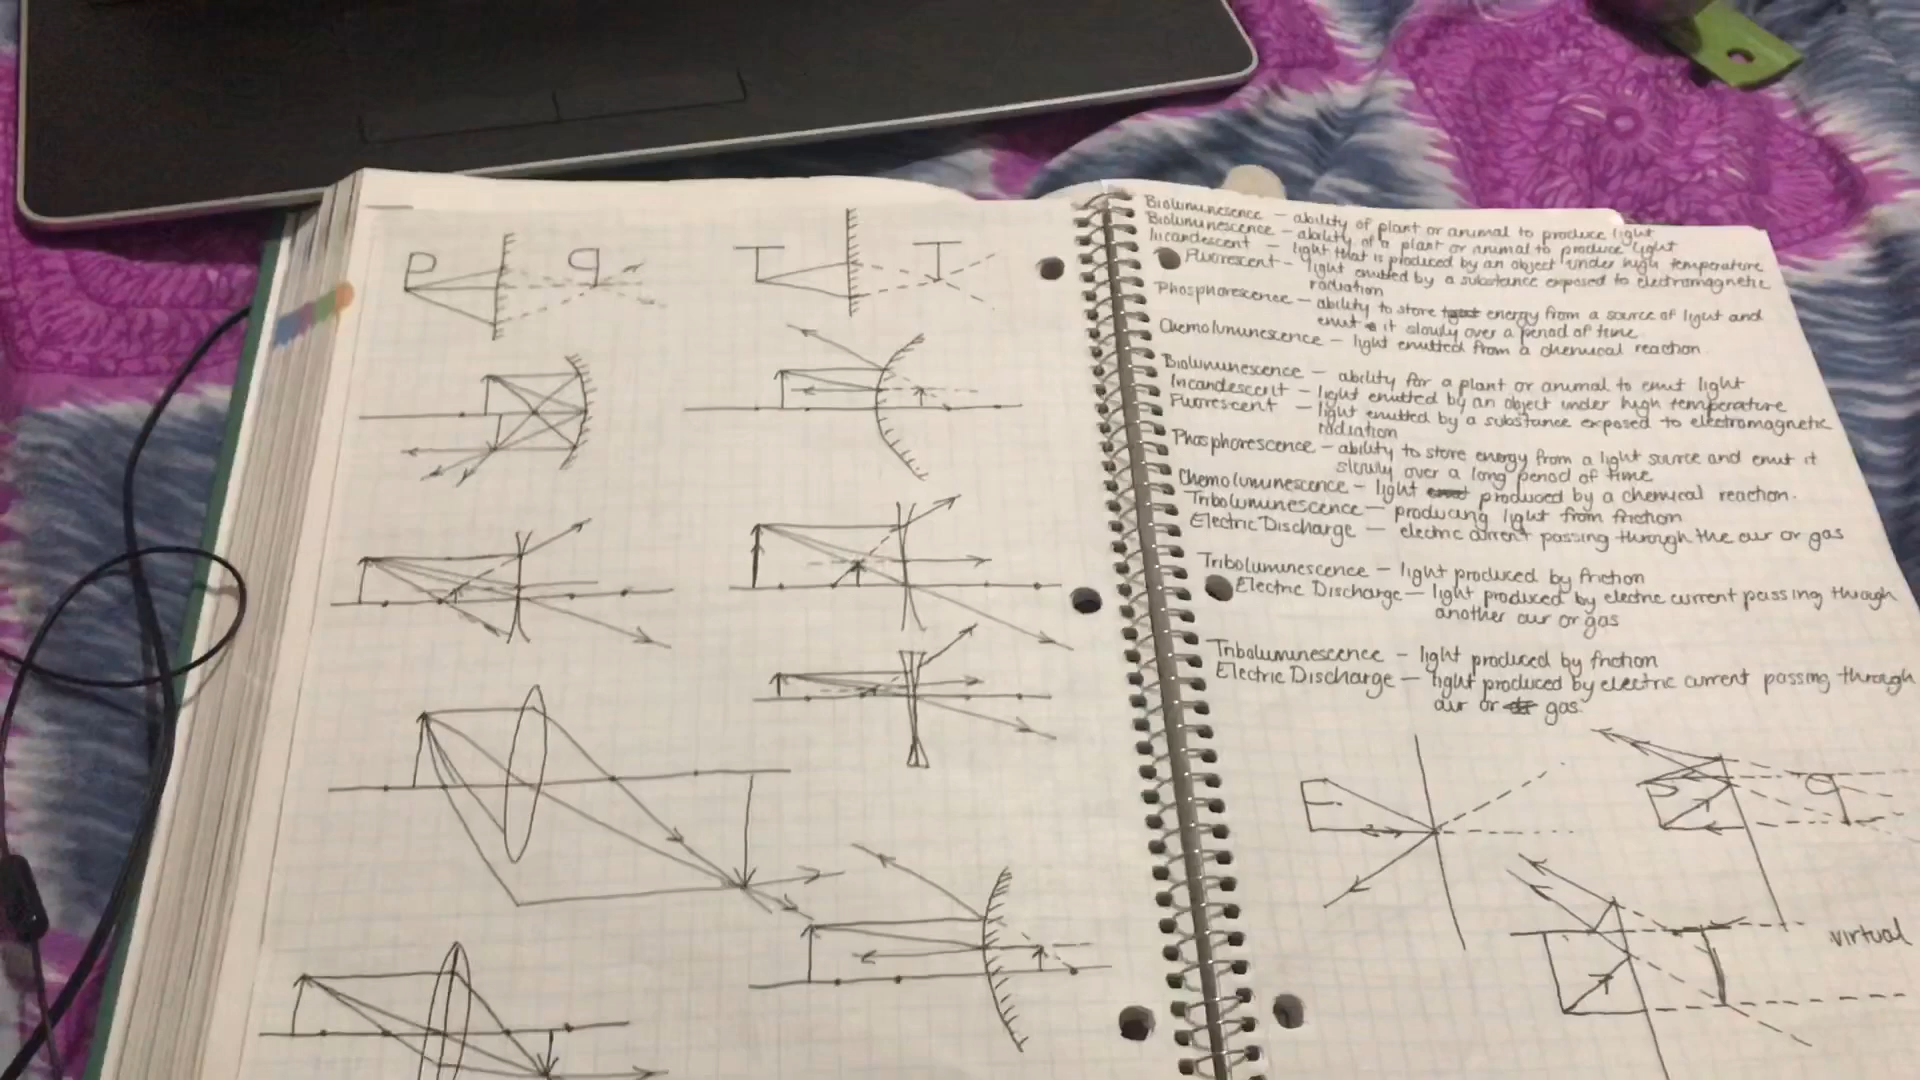 P
q
T
T
Bioluminesence — ability of plant or animal to produce light
Bioluminescence — ability of a plant or animal to produce light
Incandescent — light that is produced by an object under high temperature
Fluorescent — light emitted by a substance exposed to electromagnetic
radiation
Phosphorescence — ability to store energy from a source of light and
emit it slowly over a period of time
Chemoluminescence — light emitted from a chemical reaction.
Bioluminescence — ability for a plant or animal to emit light
Incandescent — light emitted by an object under high temperature
Fluorescent — light emitted by a substance exposed to electromagnetic
radiation
Phosphorescence — ability to store energy from a light source and emit it
slowly over a long period of time
Chemoluminescence — light produced by a chemical reaction.
Triboluminescence — producing light from friction
Electric Discharge — electric current passing through the air or gas
Triboluminescence — light produced by friction
Electric Discharge — light produced by electric current passing through
another air or gas
Triboluminescence — light produced by friction
Electric Discharge — light produced by electric current passing through
air or gas.
F
P
q
virtual